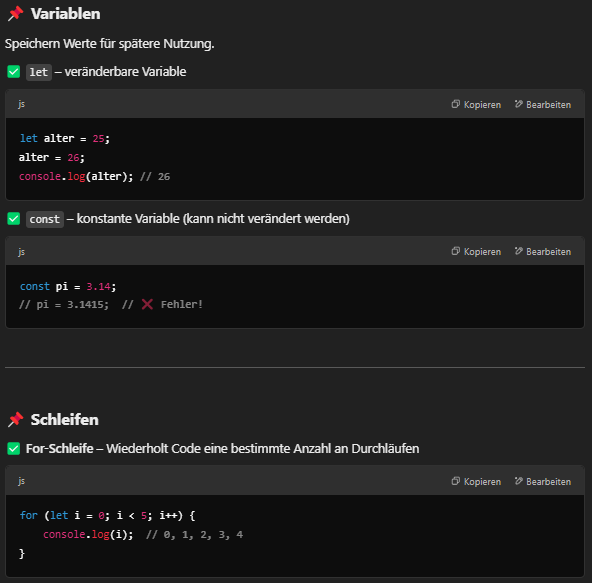 📌 Variablen
Speichern Werte für spätere Nutzung.
✅ let – veränderbare Variable
js Kopieren Bearbeiten
let alter = 25;
alter = 26;
console.log(alter); // 26
✅ const – konstante Variable (kann nicht verändert werden)
js Kopieren Bearbeiten
const pi = 3.14;
// pi = 3.1415;  // ❌ Fehler!
📌 Schleifen
✅ For-Schleife – Wiederholt Code eine bestimmte Anzahl an Durchläufen
js Kopieren Bearbeiten
for (let i = 0; i < 5; i++) {
    console.log(i);  // 0, 1, 2, 3, 4
}